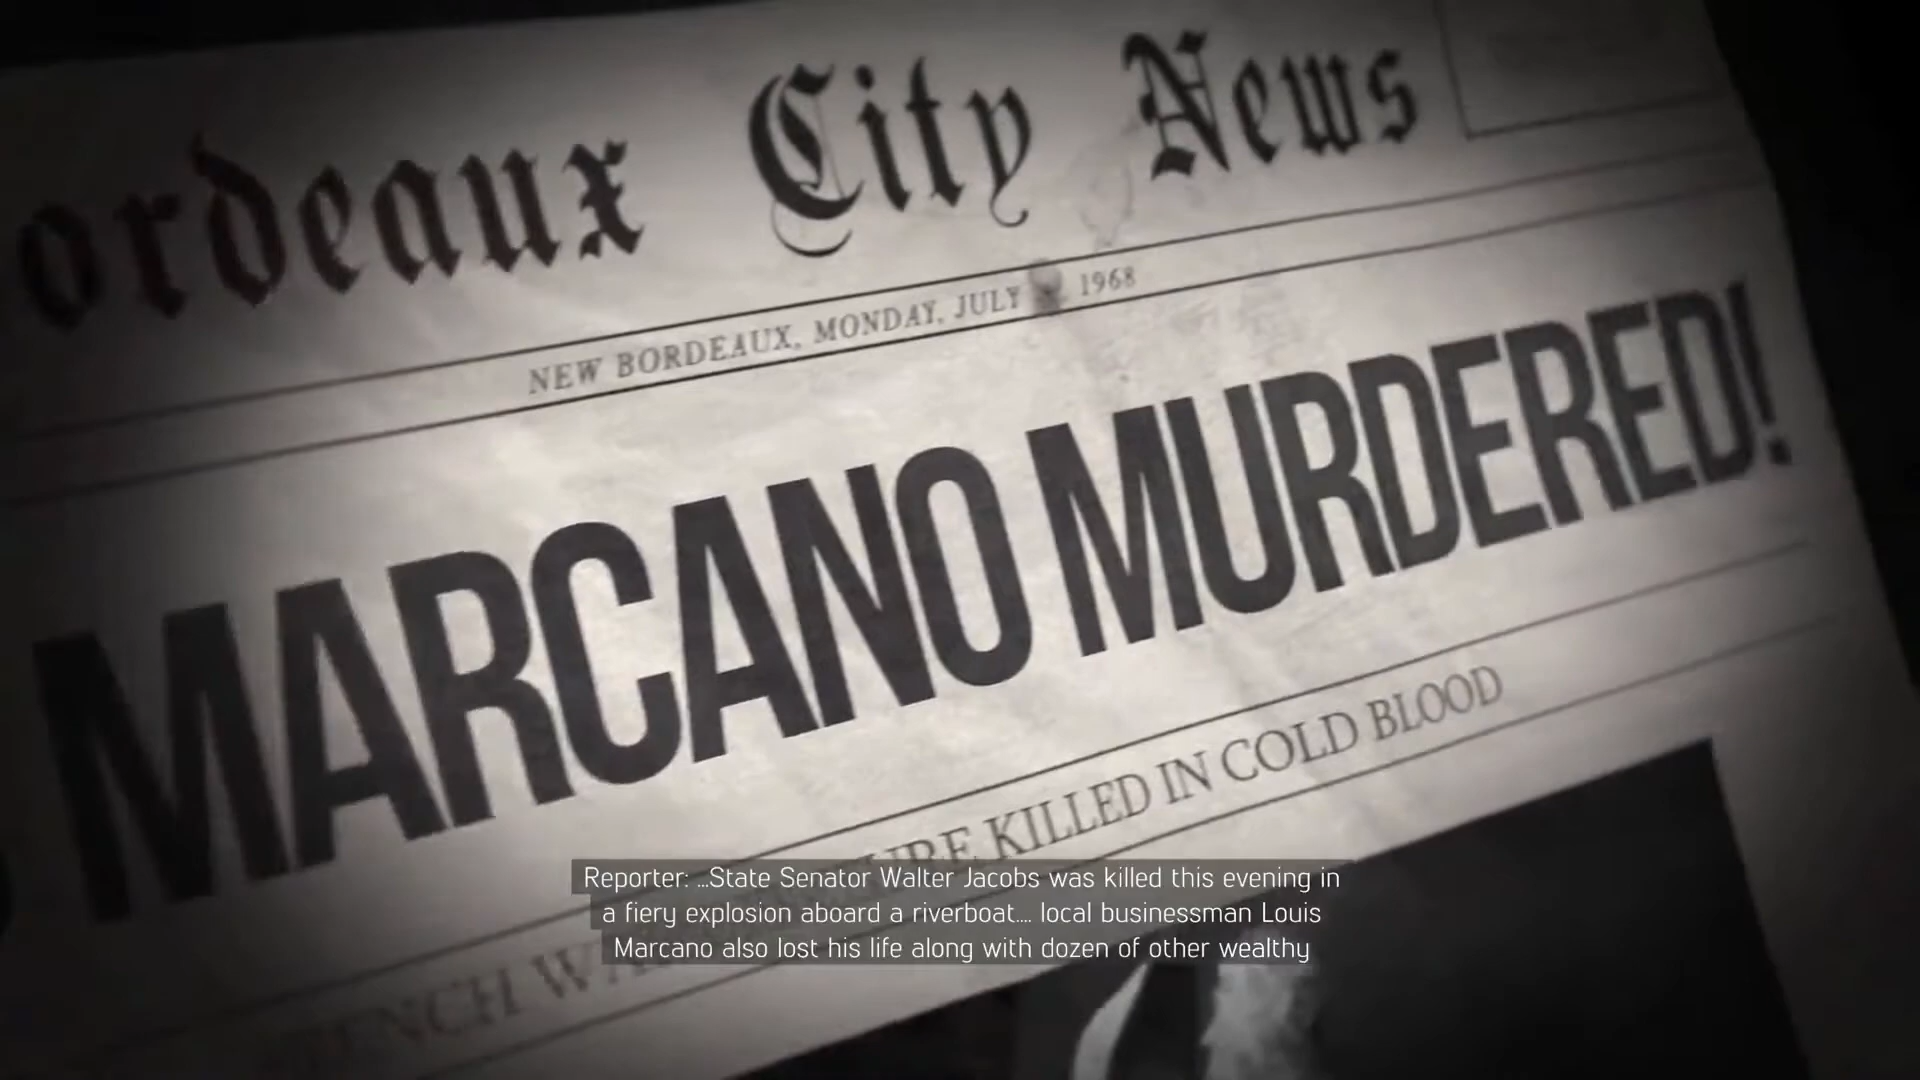 ordeaux City News
NEW BORDEAUX, MONDAY, JULY 1968
MARCANO MURDERED!
KILLED IN COLD BLOOD
Reporter: ...State Senator Walter Jacobs was killed this evening in
a fiery explosion aboard a riverboat.... local businessman Louis
Marcano also lost his life along with dozen of other wealthy